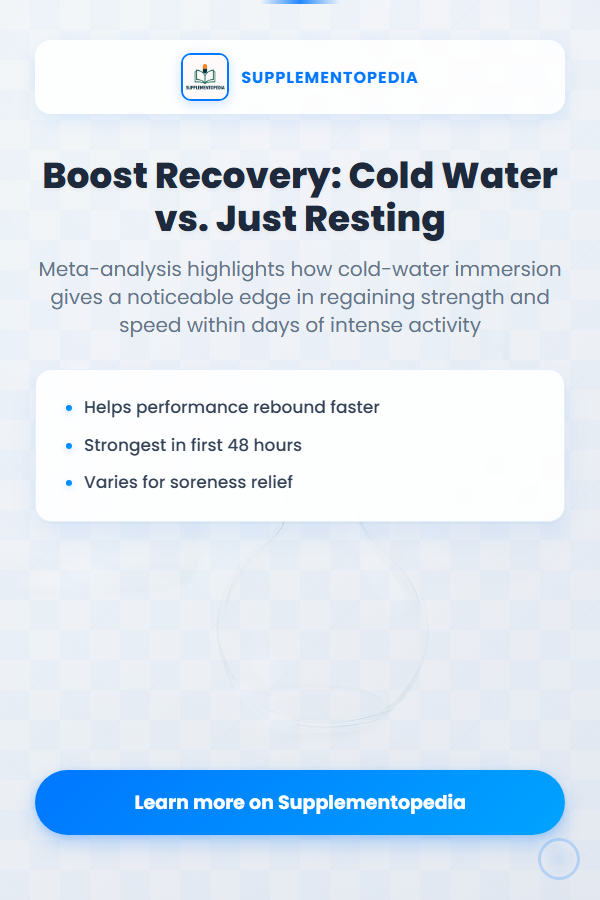 SUPPLEMENTOPEDIA
SUPPLEMENTOPEDIA
Boost Recovery: Cold Water
vs. Just Resting
Meta-analysis highlights how cold-water immersion
gives a noticeable edge in regaining strength and
speed within days of intense activity
Helps performance rebound faster
Strongest in first 48 hours
Varies for soreness relief
Learn more on Supplementopedia